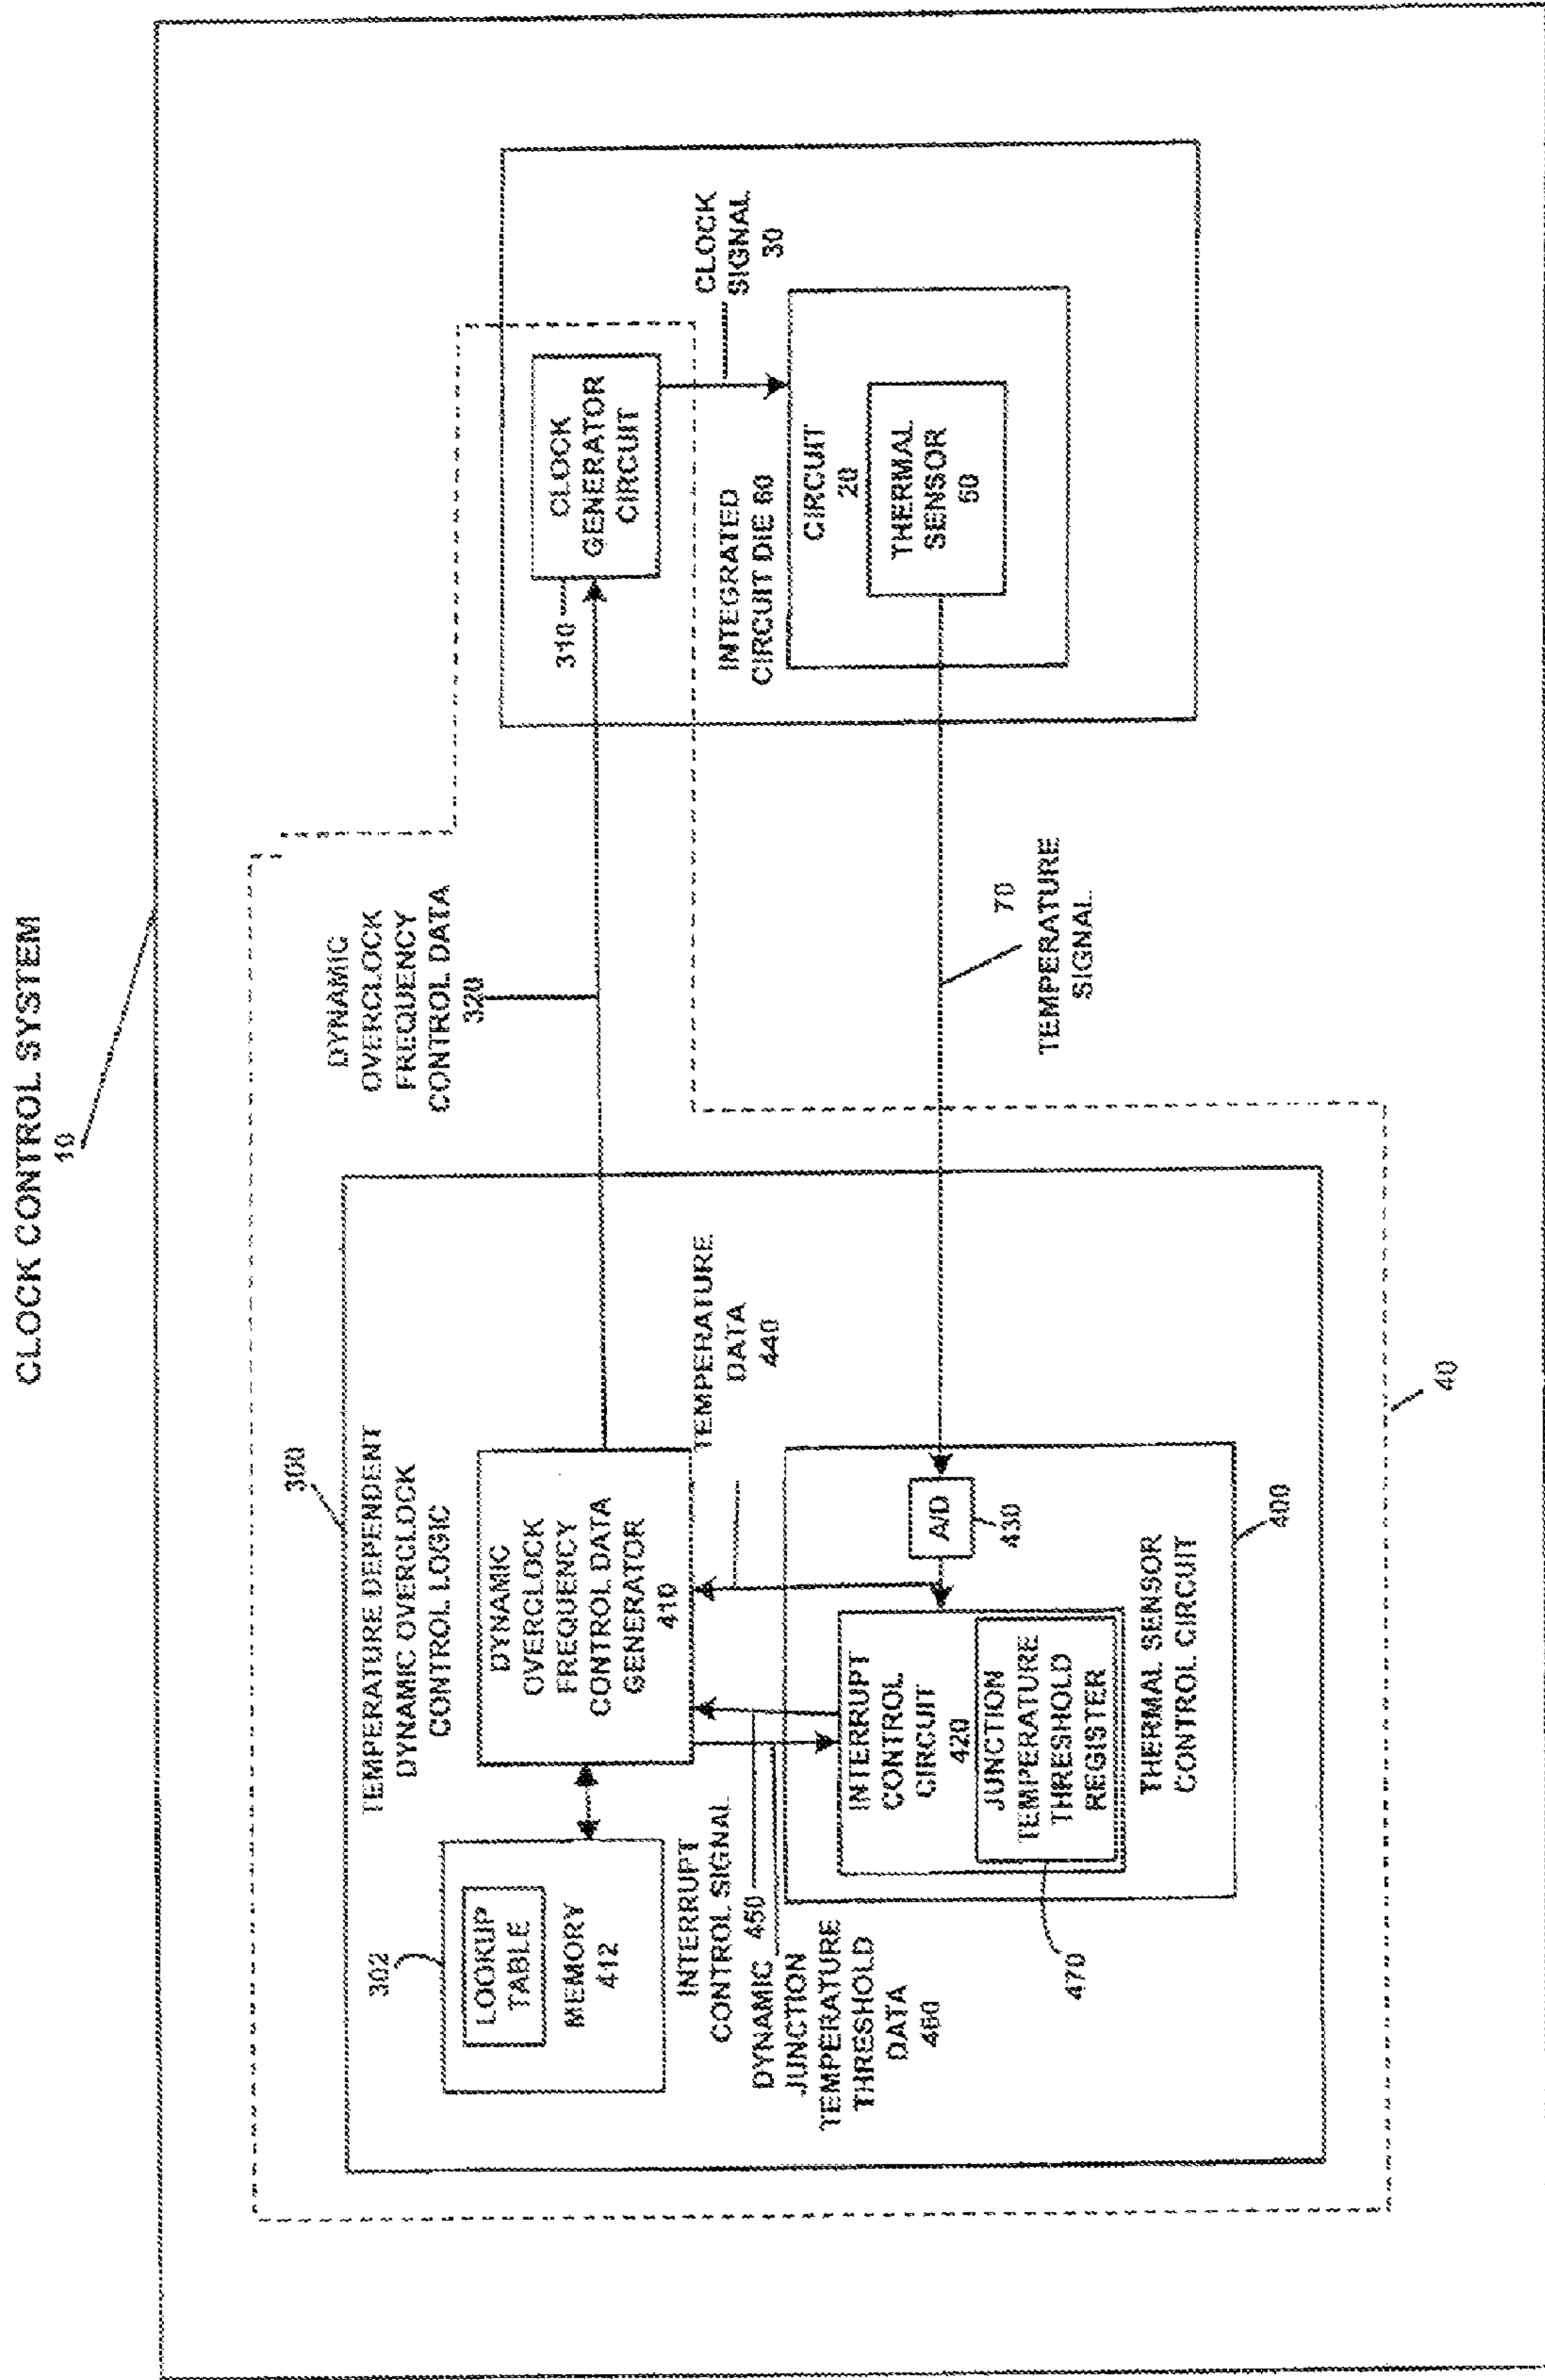 CLOCK CONTROL SYSTEM
10
300
TEMPERATURE DEPENDENT
DYNAMIC OVERCLOCK
CONTROL LOGIC
302
LOOKUP
TABLE
MEMORY
412
DYNAMIC
OVERCLOCK
FREQUENCY
CONTROL DATA
GENERATOR
410
DYNAMIC
OVERCLOCK
FREQUENCY
CONTROL DATA
320
310
CLOCK
GENERATOR
CIRCUIT
CLOCK
SIGNAL
30
INTEGRATED
CIRCUIT DIE 60
CIRCUIT
20
THERMAL
SENSOR
50
INTERRUPT
CONTROL SIGNAL
450
DYNAMIC
JUNCTION
TEMPERATURE
THRESHOLD
DATA
460
TEMPERATURE
DATA
440
INTERRUPT
CONTROL
CIRCUIT
420
JUNCTION
TEMPERATURE
THRESHOLD
REGISTER
470
A/D
430
THERMAL SENSOR
CONTROL CIRCUIT
400
70
TEMPERATURE
SIGNAL
40